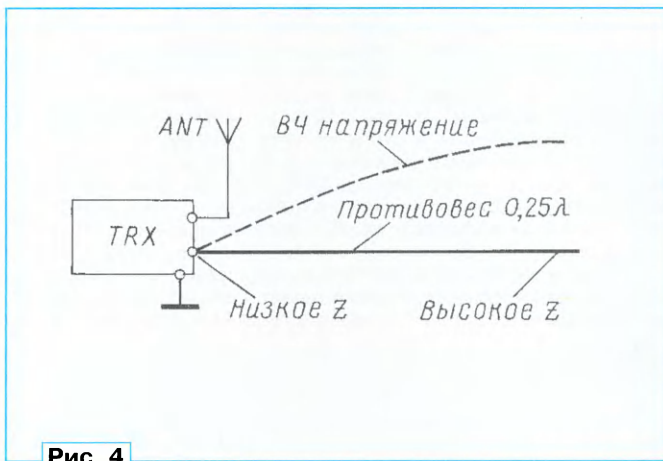 ANT
ВЧ напряжение
TRX
Противовес 0,25λ
Низкое Z
Высокое Z
Рис. 4